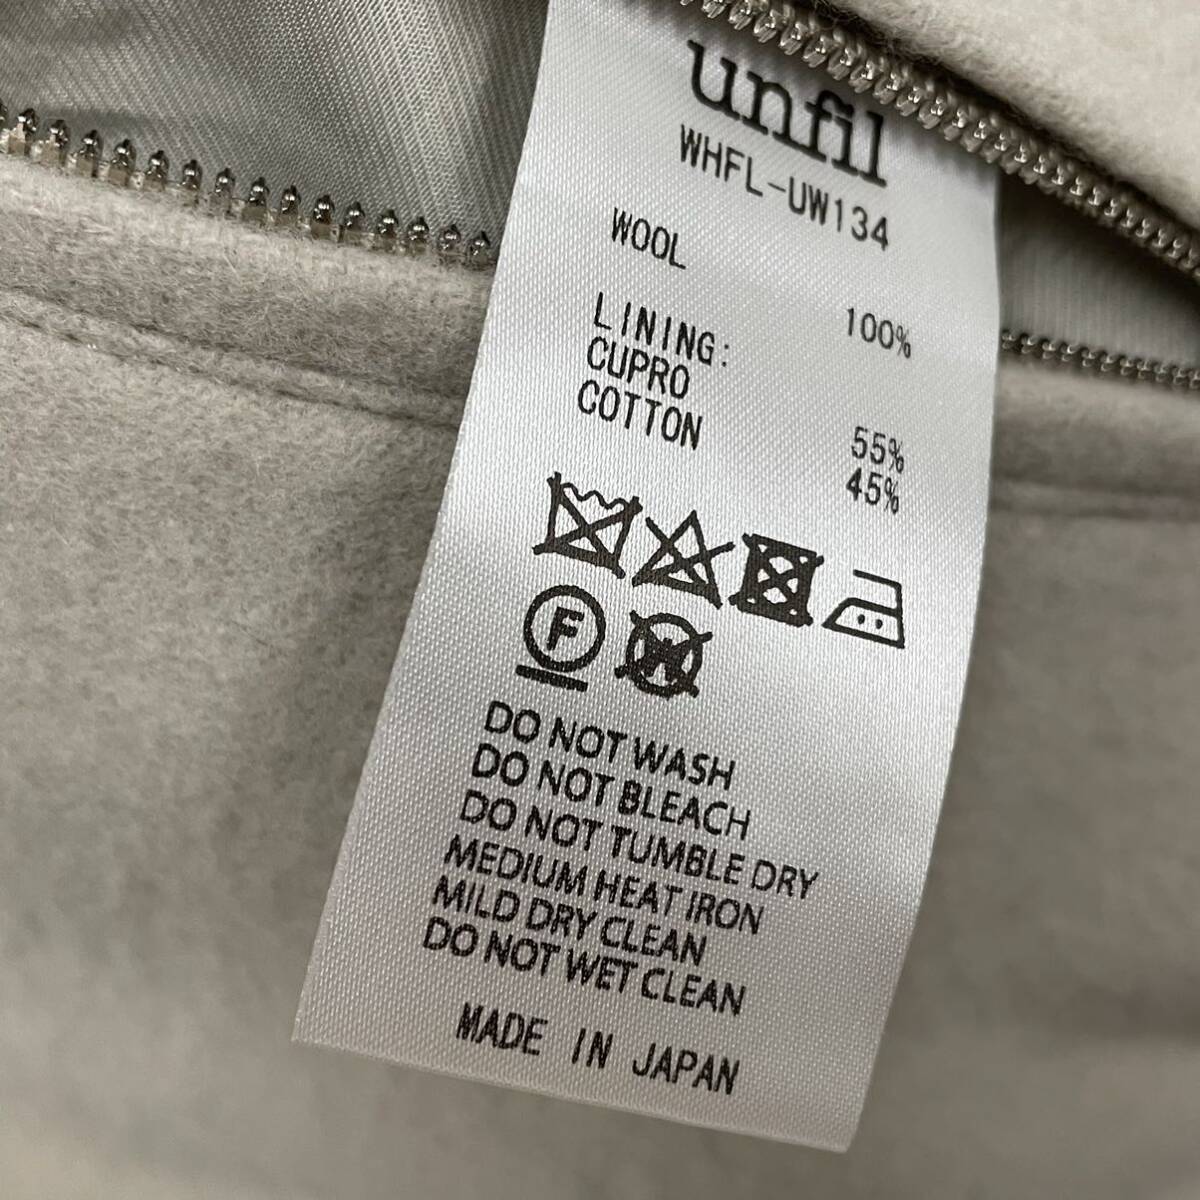 unfil
WHFL-UW134
WOOL 100%
LINING:
CUPRO 55%
COTTON 45%
F W
DO NOT WASH
DO NOT BLEACH
DO NOT TUMBLE DRY
MEDIUM HEAT IRON
MILD DRY CLEAN
DO NOT WET CLEAN
MADE IN JAPAN